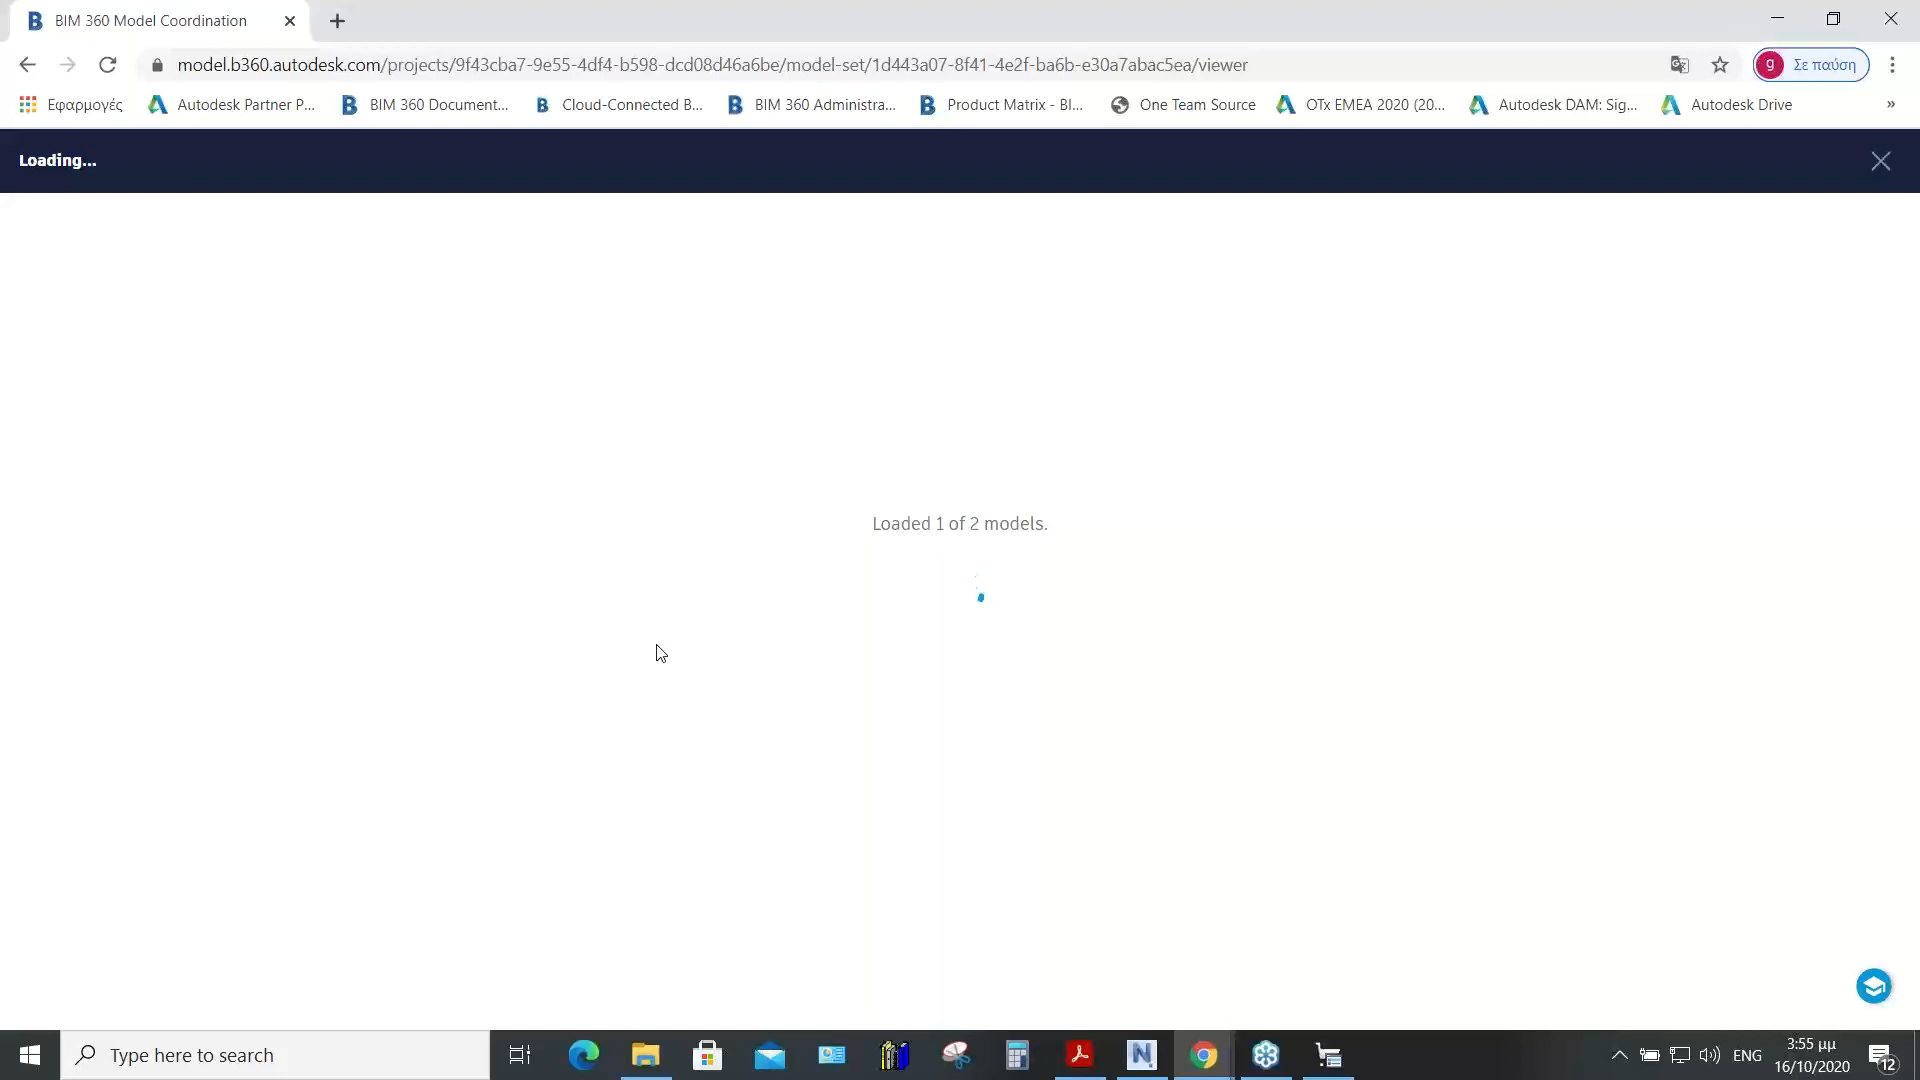 BIM 360 Model Coordination
model.b360.autodesk.com/projects/9f43cba7-9e55-4df4-b598-dcd08d46a6be/model-set/1d443a07-8f41-4e2f-ba6b-e30a7abac5ea/viewer
g Σε παύση
Εφαρμογές Autodesk Partner P... BIM 360 Document... Cloud-Connected B... BIM 360 Administra... Product Matrix - BI... One Team Source OTx EMEA 2020 (20... Autodesk DAM: Sig... Autodesk Drive »
Loading...
Loaded 1 of 2 models.
Type here to search
ENG
3:55 μμ
16/10/2020
12